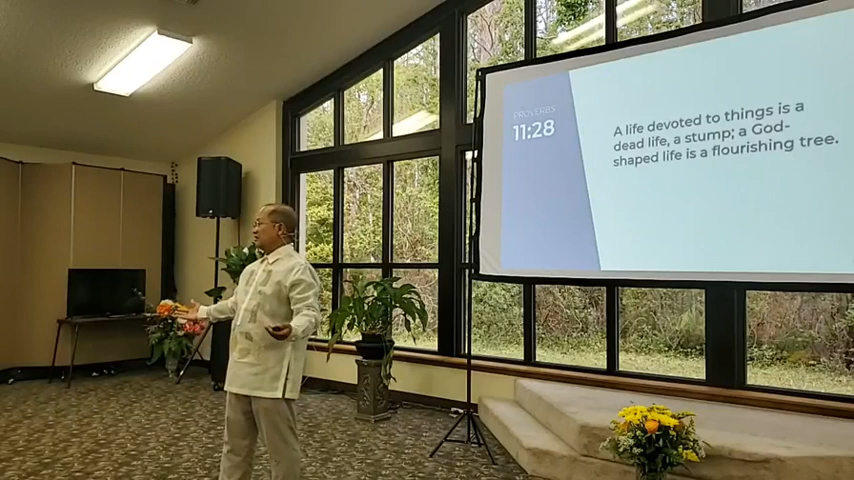 PROVERBS
11:28
A life devoted to things is a
dead life, a stump; a God-
shaped life is a flourishing tree.